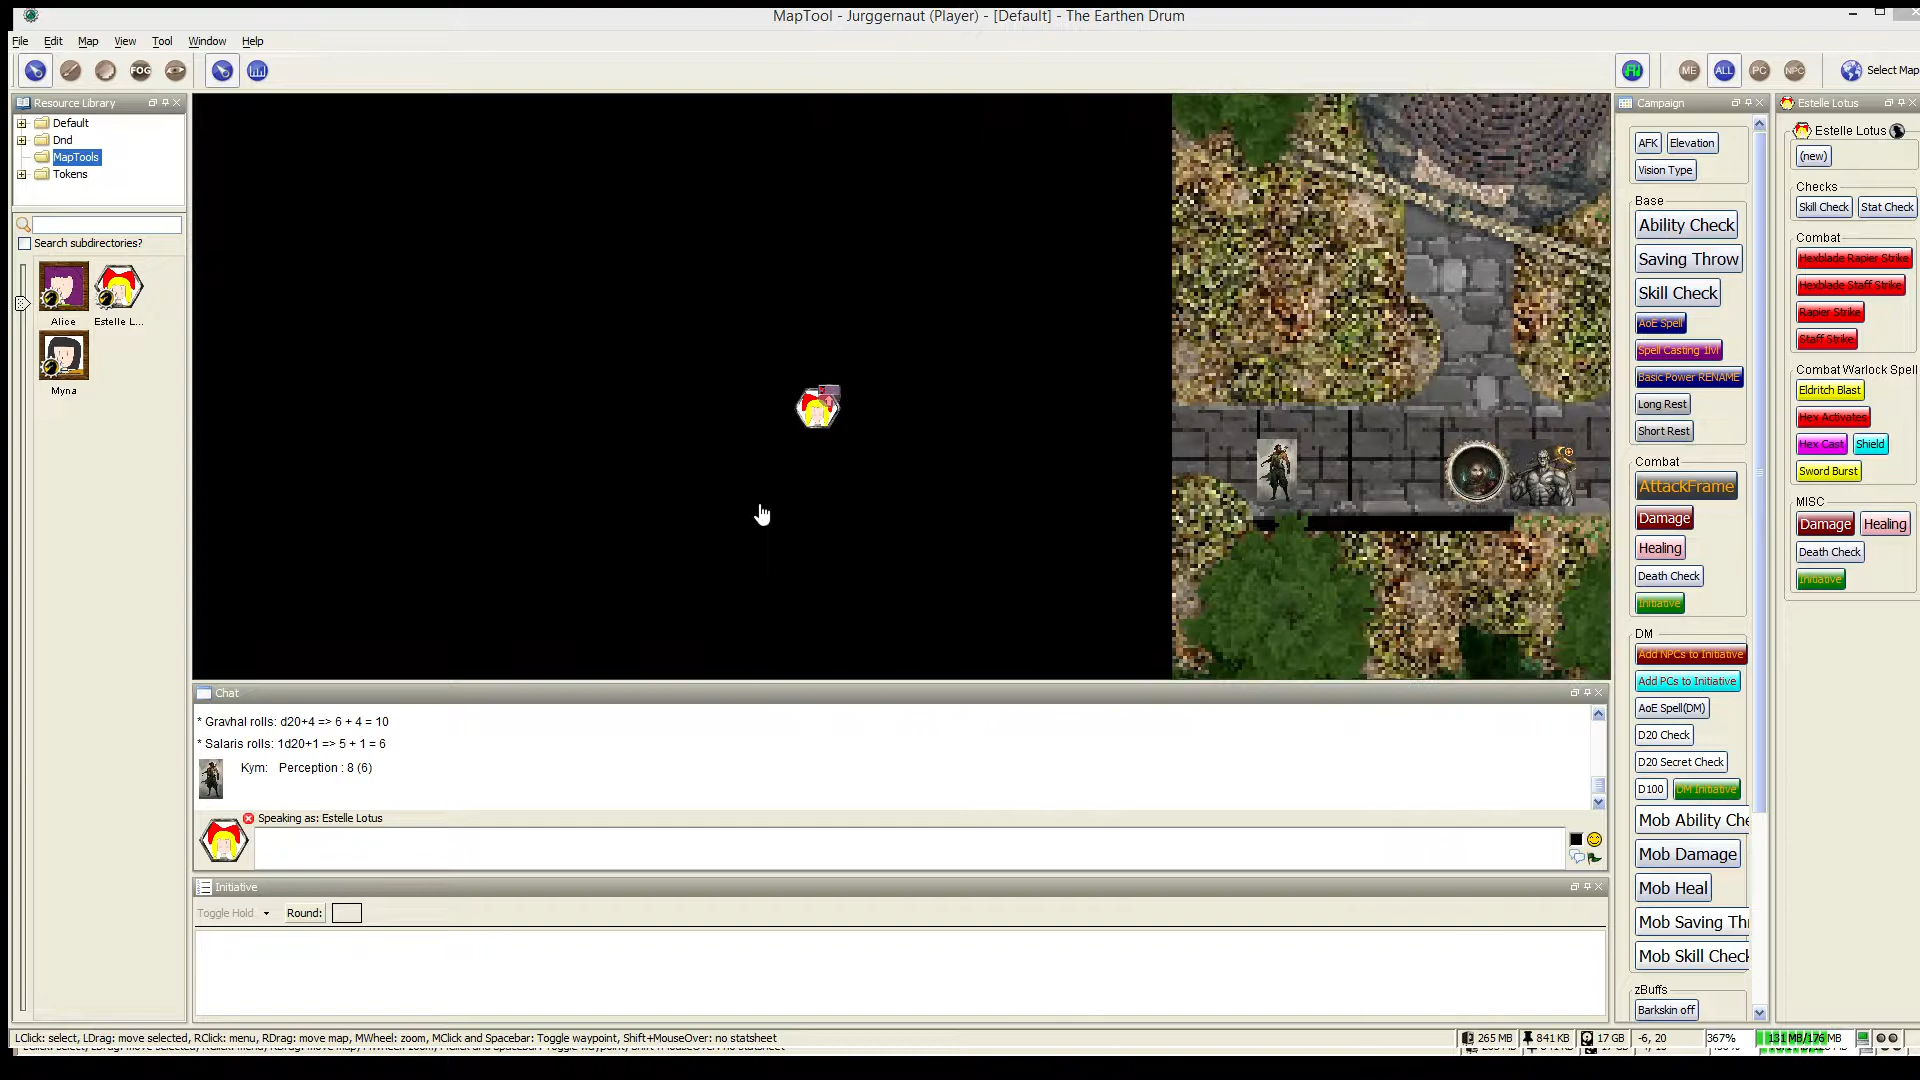 MapTool - Jurggernaut (Player) - [Default] - The Earthen Drum
File Edit Map View Tool Window Help
FOG
ME ALL PC NPC Select Map
Resource Library
Default
Dnd
MapTools
Tokens
Search subdirectories?
Alice
Estelle L...
Myna
Chat
* Gravhal rolls: d20+4 => 6 + 4 = 10
* Salaris rolls: 1d20+1 => 5 + 1 = 6
Kym: Perception : 8 (6)
Speaking as: Estelle Lotus
Initiative
Toggle Hold Round:
Campaign
AFK Elevation
Vision Type
Base
Ability Check
Saving Throw
Skill Check
AoE Spell
Spell Casting 1M
Basic Power RENAME
Long Rest
Short Rest
Combat
AttackFrame
Damage
Healing
Death Check
Initiative
DM
Add NPCs to Initiative
Add PCs to Initiative
AoE Spell(DM)
D20 Check
D20 Secret Check
D100 DM Initiative
Mob Ability Che
Mob Damage
Mob Heal
Mob Saving Thr
Mob Skill Check
zBuffs
Barkskin off
Estelle Lotus
Estelle Lotus
(new)
Checks
Skill Check Stat Check
Combat
Hexblade Rapier Strike
Hexblade Staff Strike
Rapier Strike
Staff Strike
Combat Warlock Spell
Eldritch Blast
Hex Activates
Hex Cast Shield
Sword Burst
MISC
Damage Healing
Death Check
Initiative
LClick: select, LDrag: move selected, RClick: menu, RDrag: move map, MWheel: zoom, MClick and Spacebar: Toggle waypoint, Shift+MouseOver: no statsheet
265 MB 841 KB 17 GB -6, 20 367% 131 MB/176 MB